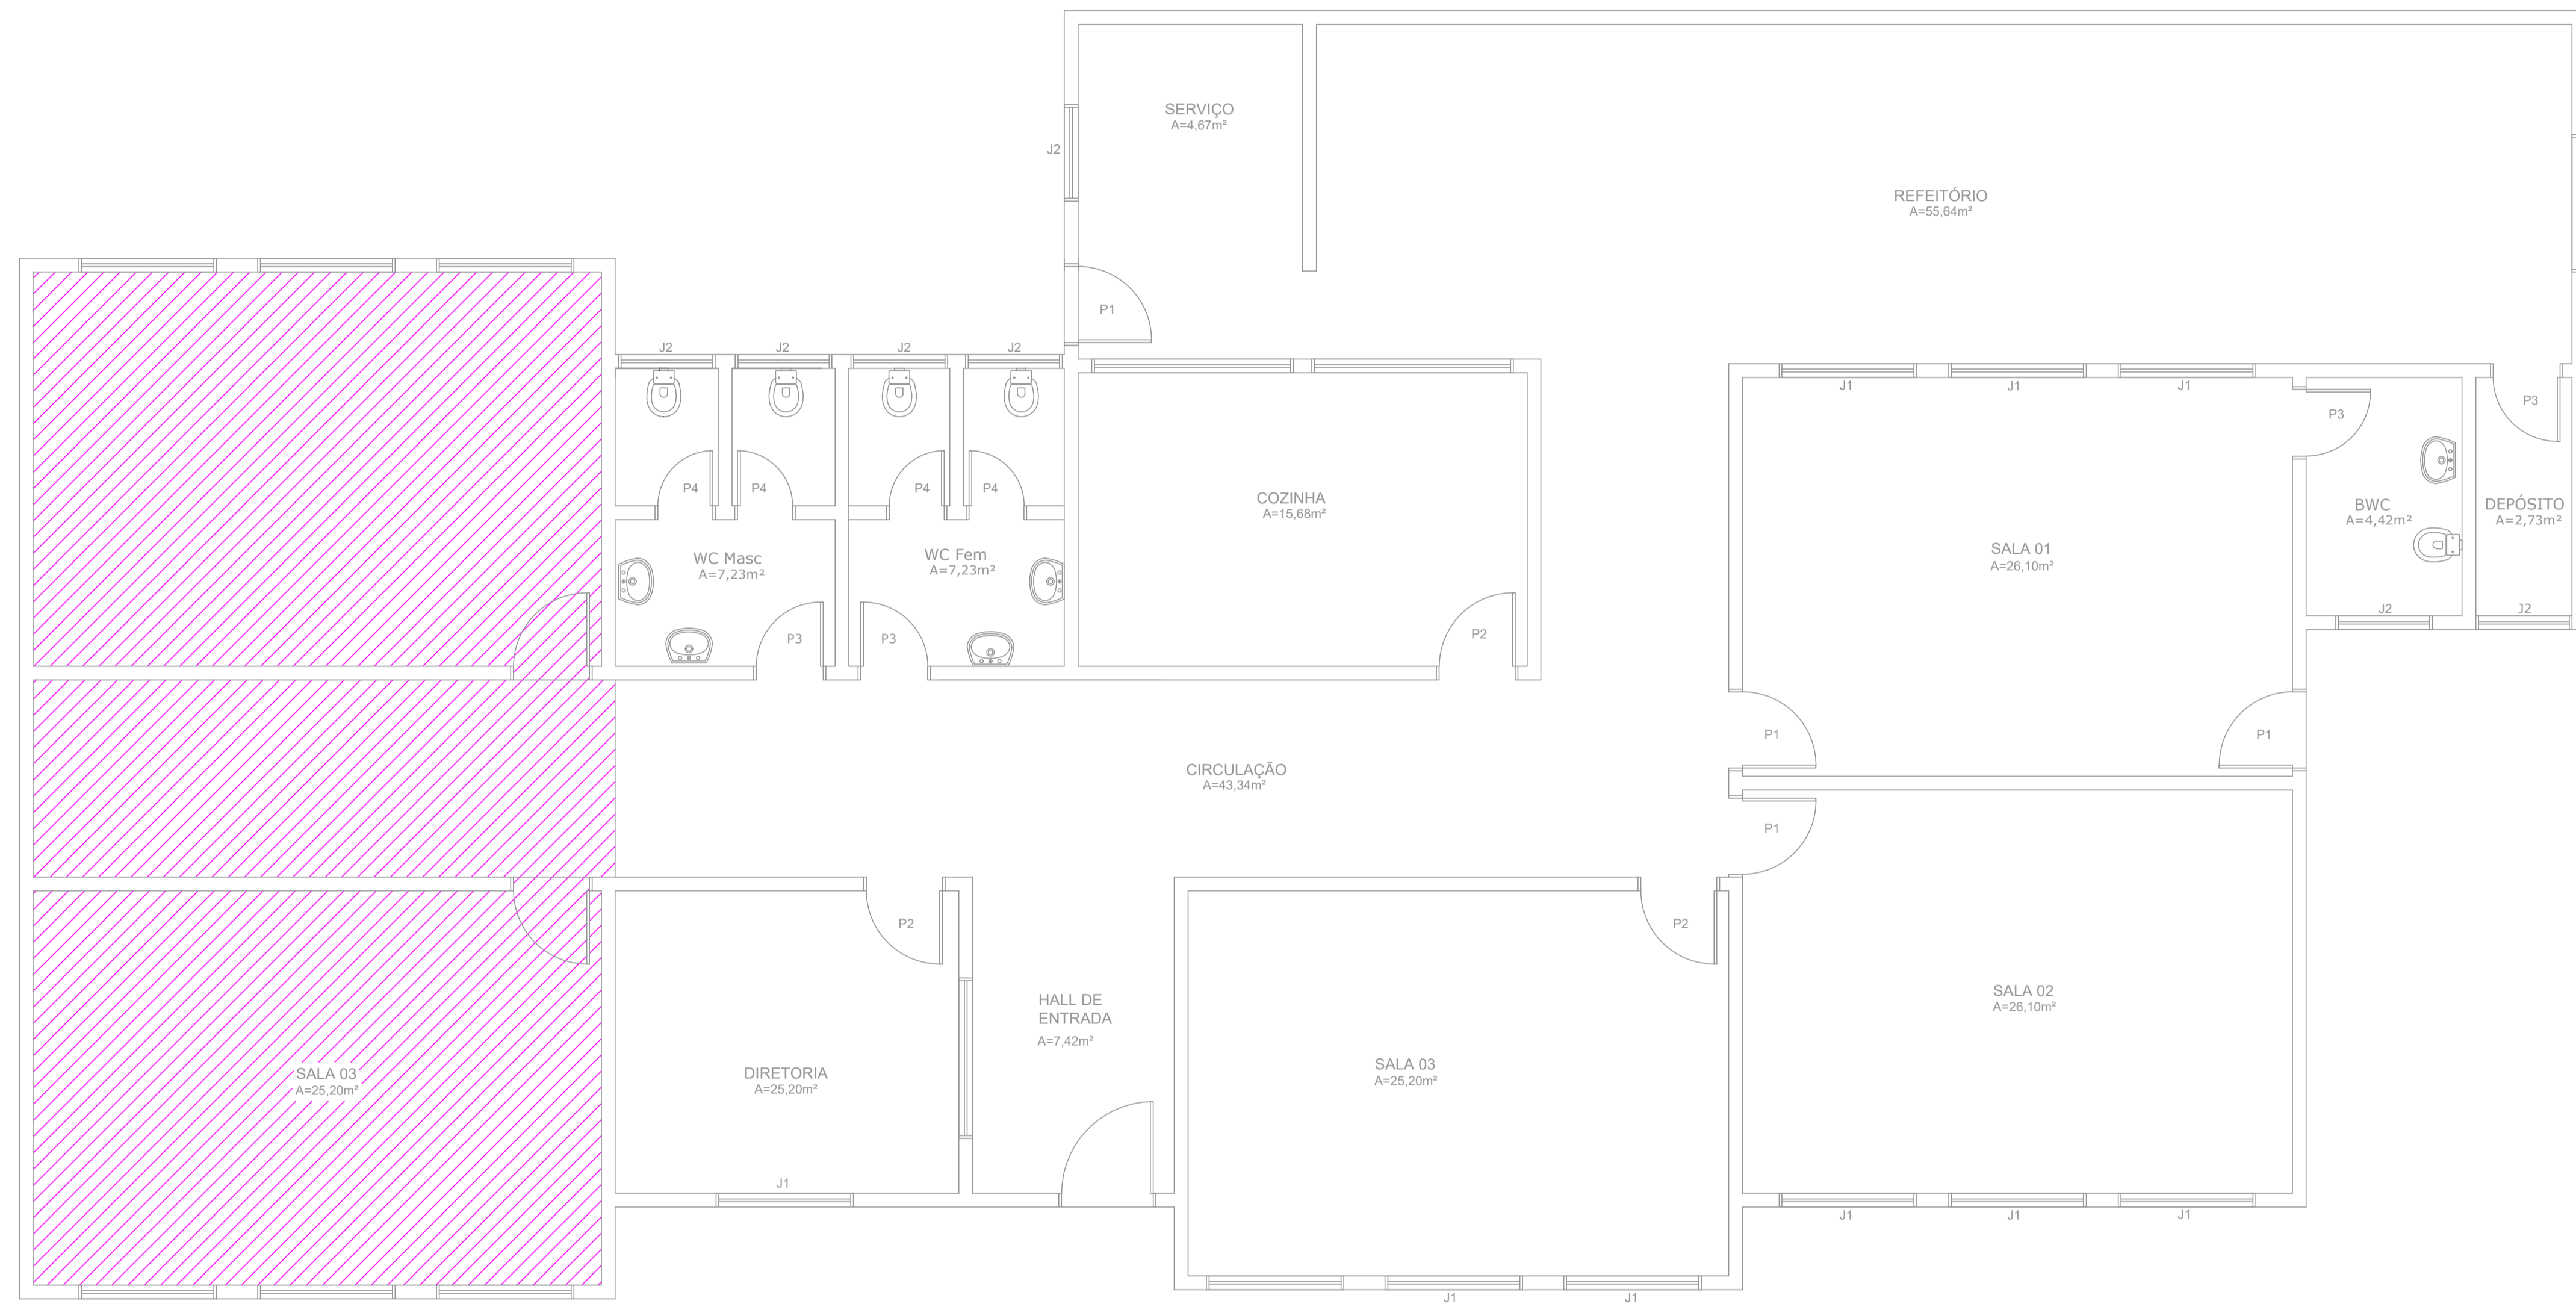 SERVIÇO
A=4,67m²
J2
REFEITÓRIO
A=55,64m²
P1
J2
J2
J2
J2
J1
J1
J1
P3
P3
P4
P4
P4
P4
COZINHA
A=15,68m²
BWC
A=4,42m²
DEPÓSITO
A=2,73m²
WC Masc
A=7,23m²
WC Fem
A=7,23m²
SALA 01
A=26,10m²
J2
J2
P3
P3
P2
P1
P1
CIRCULAÇÃO
A=43,34m²
P1
P2
P2
HALL DE
ENTRADA
A=7,42m²
SALA 02
A=26,10m²
SALA 03
A=25,20m²
DIRETORIA
A=25,20m²
SALA 03
A=25,20m²
J1
J1
J1
J1
J1
J1